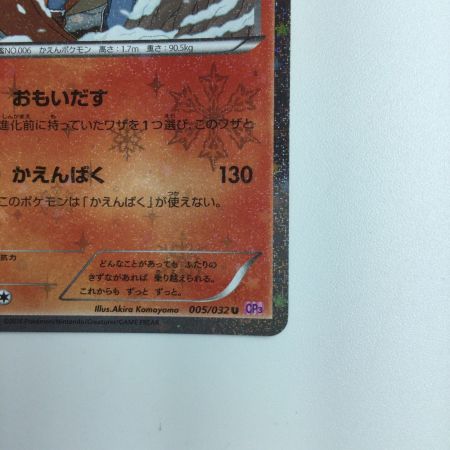 NO.006 かえんポケモン 高さ：1.7m 重さ：90.5kg
おもいだす
進化前に持っていたワザを1つ選び、このワザと
かえんばく 130
このポケモンは「かえんばく」が使えない。
抗力
どんなことがあっても ふたりの
きずながあれば 乗り越えられる。
これからも ずっと ずっと。
Illus.Akira Komayama 005/032 U CP3
©2016 Pokémon/Nintendo/Creatures/GAME FREAK